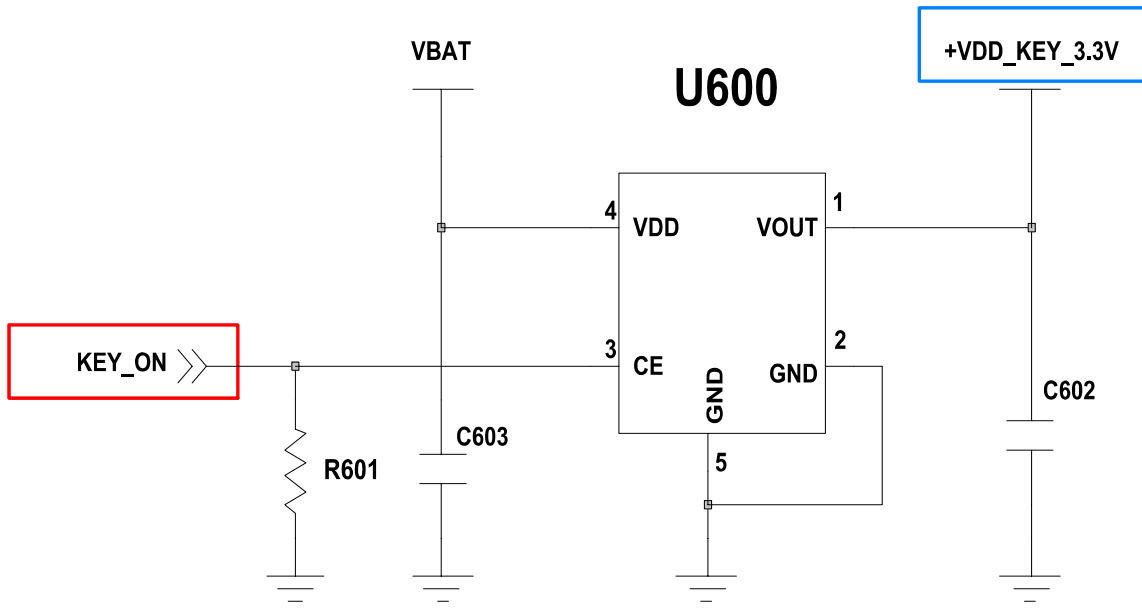 VBAT
+VDD_KEY_3.3V
U600
4
VDD
VOUT
1
KEY_ON
3
CE
GND
2
GND
5
C603
R601
C602